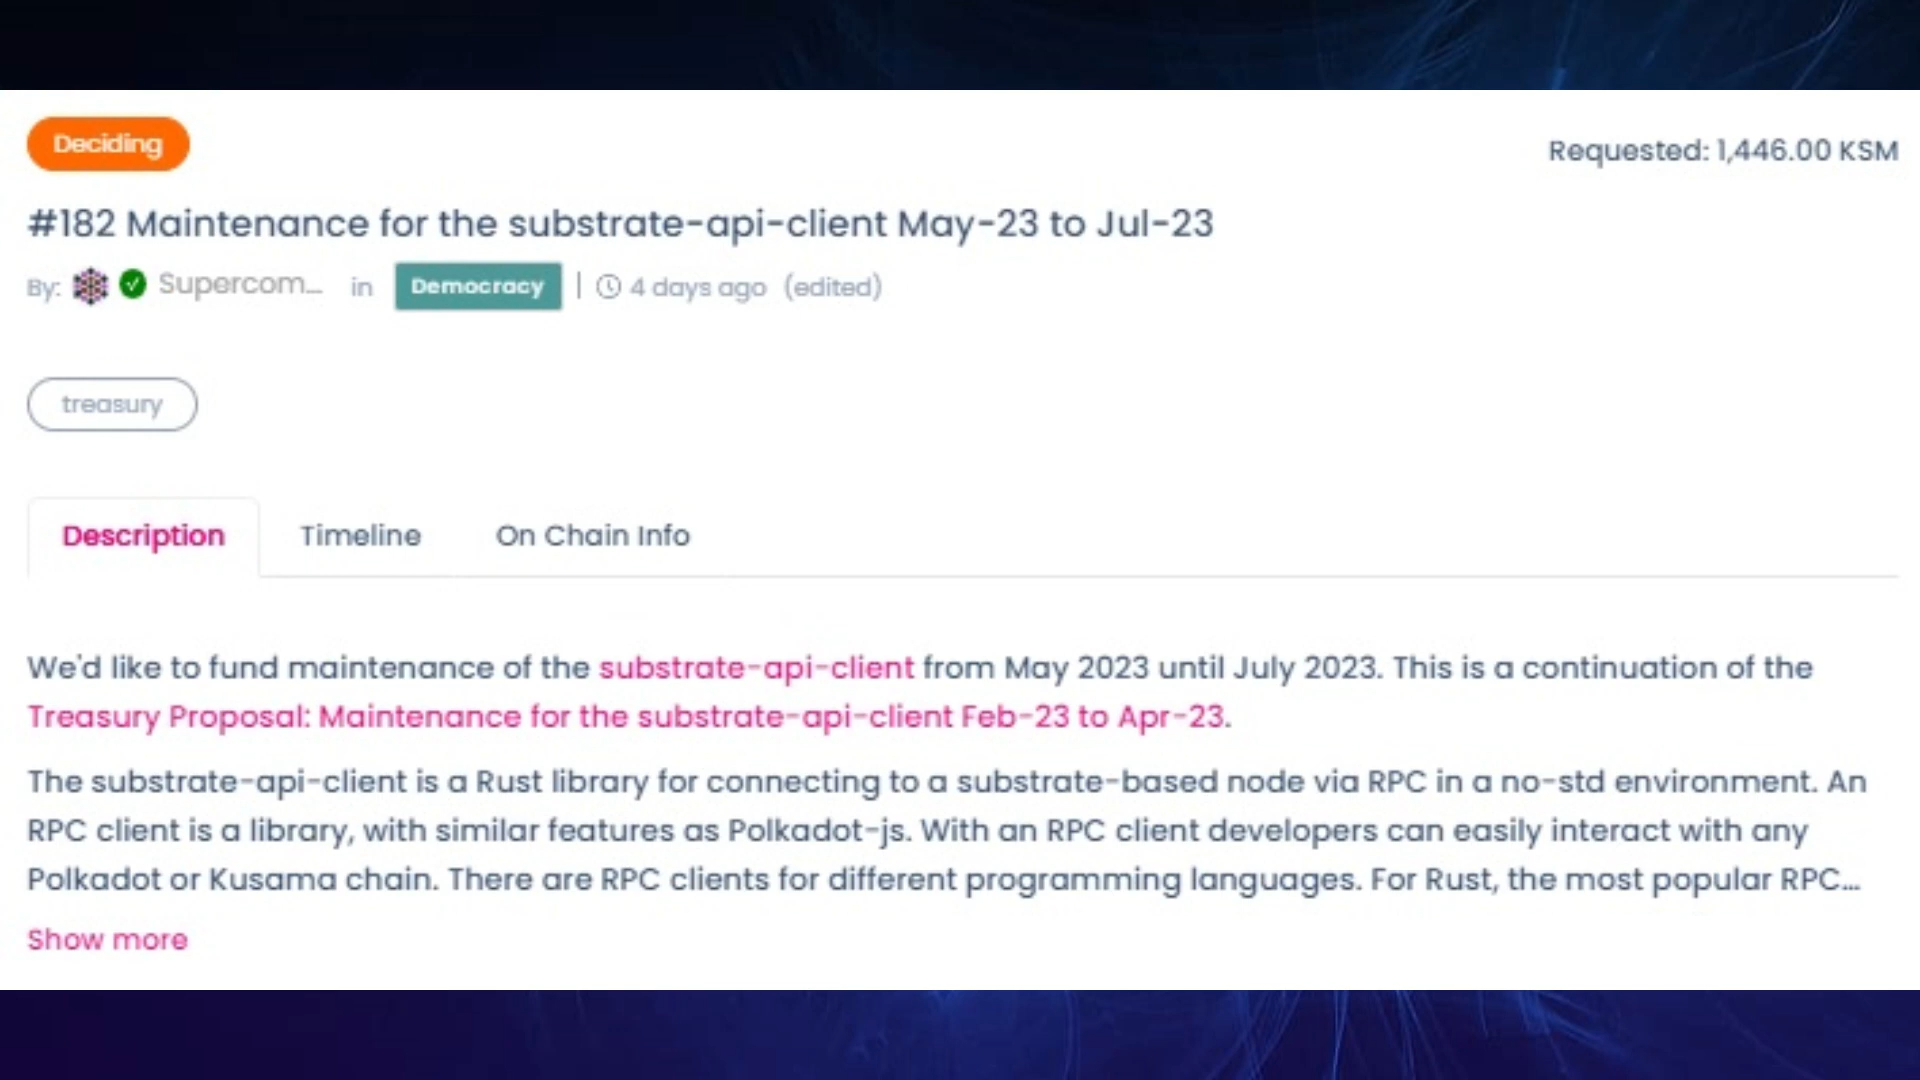 Deciding
Requested: 1,446.00 KSM
#182 Maintenance for the substrate-api-client May-23 to Jul-23
By: Supercom... in Democracy | 4 days ago (edited)
treasury
Description Timeline On Chain Info
We'd like to fund maintenance of the substrate-api-client from May 2023 until July 2023. This is a continuation of the
Treasury Proposal: Maintenance for the substrate-api-client Feb-23 to Apr-23.
The substrate-api-client is a Rust library for connecting to a substrate-based node via RPC in a no-std environment. An
RPC client is a library, with similar features as Polkadot-js. With an RPC client developers can easily interact with any
Polkadot or Kusama chain. There are RPC clients for different programming languages. For Rust, the most popular RPC...
Show more